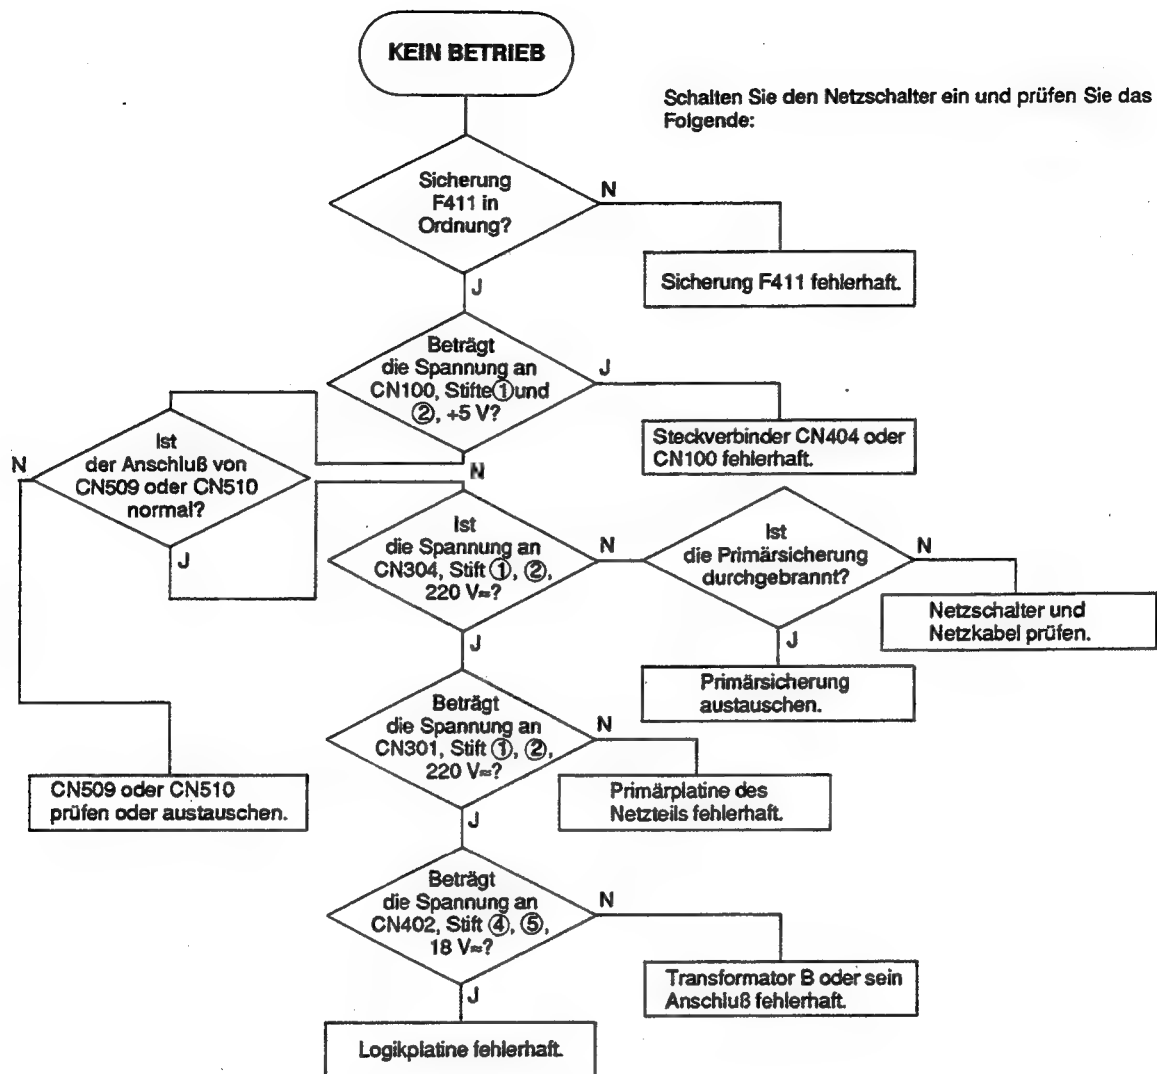 KEIN BETRIEB
Schalten Sie den Netzschalter ein und prüfen Sie das
Folgende:
Sicherung
F411 in
Ordnung?
N
Sicherung F411 fehlerhaft.
J
Beträgt
die Spannung an
CN100, Stifte ① und
②, +5 V?
J
Steckverbinder CN404 oder
CN100 fehlerhaft.
N
Ist
der Anschluß von
CN509 oder CN510
normal?
N
J
CN509 oder CN510
prüfen oder austauschen.
Ist
die Spannung an
CN304, Stift ①, ②,
220 V≈?
N
Ist
die Primärsicherung
durchgebrannt?
N
Netzschalter und
Netzkabel prüfen.
J
Primärsicherung
austauschen.
J
Beträgt
die Spannung an
CN301, Stift ①, ②,
220 V≈?
N
Primärplatine des
Netzteils fehlerhaft.
J
Beträgt
die Spannung an
CN402, Stift ④, ⑤,
18 V≈?
N
Transformator B oder sein
Anschluß fehlerhaft.
J
Logikplatine fehlerhaft.